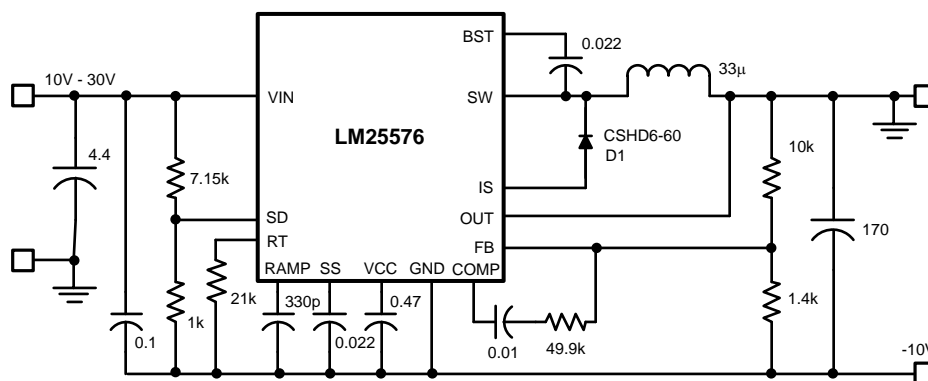 BST
0.022
10V - 30V
33μ
VIN
SW
LM25576
CSHD6-60
D1
10k
4.4
7.15k
IS
SD
OUT
170
RT
FB
RAMP SS VCC GND COMP
21k
330p
0.47
1.4k
1k
0.1
0.022
0.01
49.9k
-10V